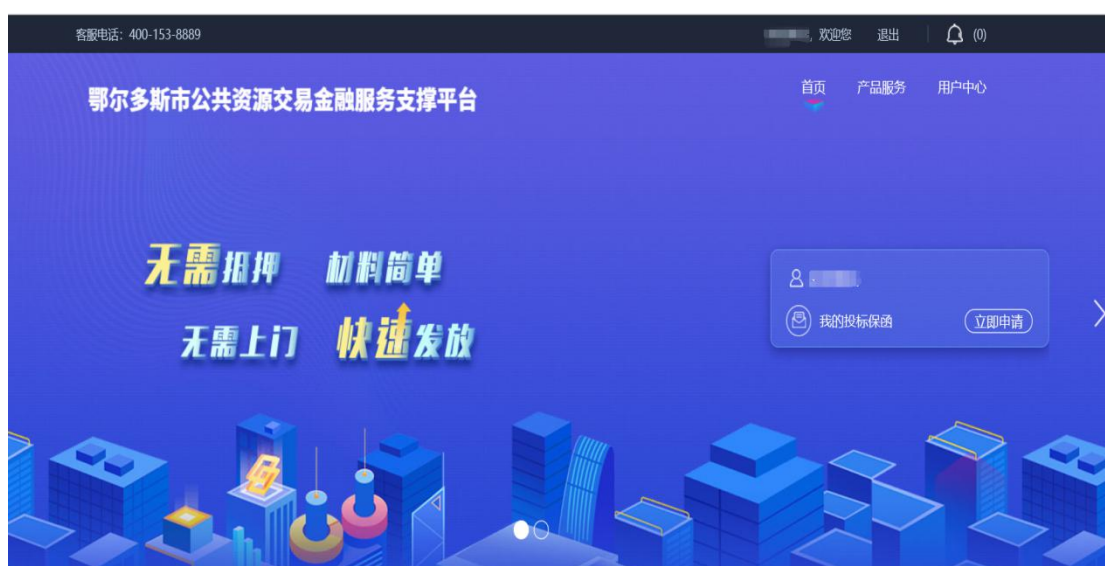 客服电话：400-153-8889
，欢迎您 退出 (0)
鄂尔多斯市公共资源交易金融服务支撑平台
首页 产品服务 用户中心
无需抵押 材料简单
无需上门 快速发放
我的投标保函 立即申请